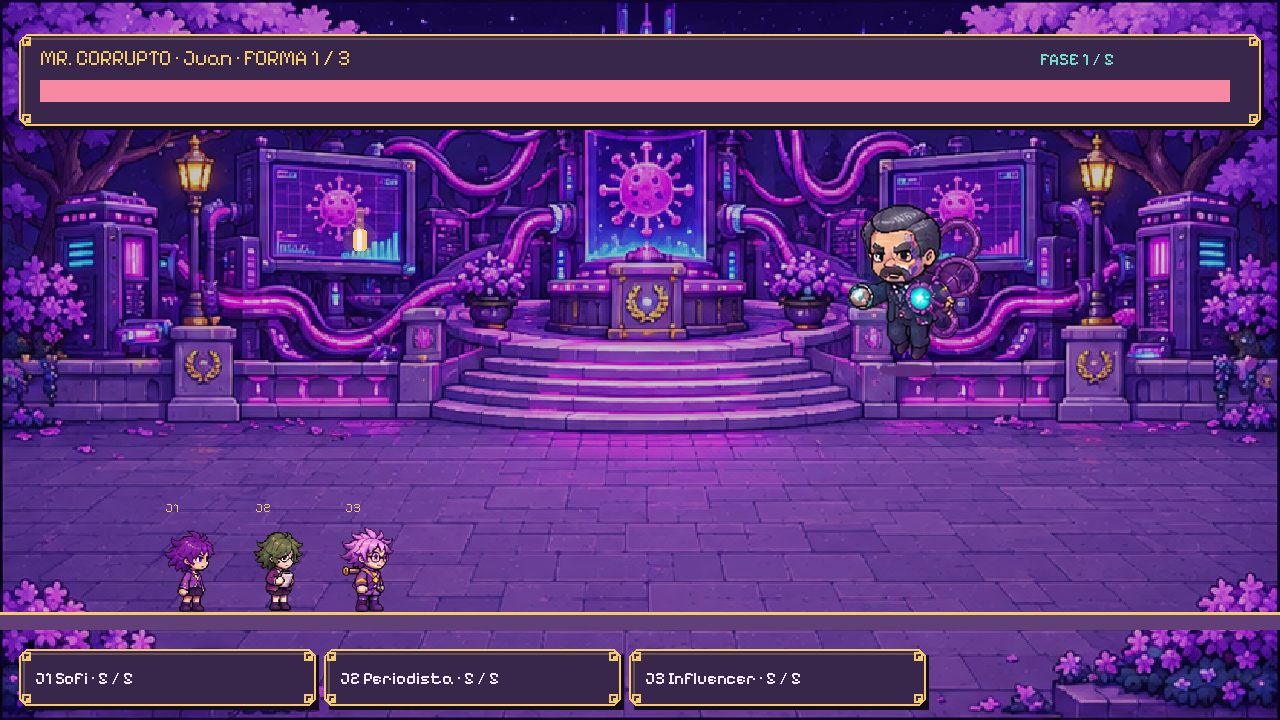 MR. CORRUPTO · Juan · FORMA 1 / 3
FASE 1 / 5
J1
J2
J3
J1 Sofi · 5 / 5
J2 Periodista · 5 / 5
J3 Influencer · 5 / 5